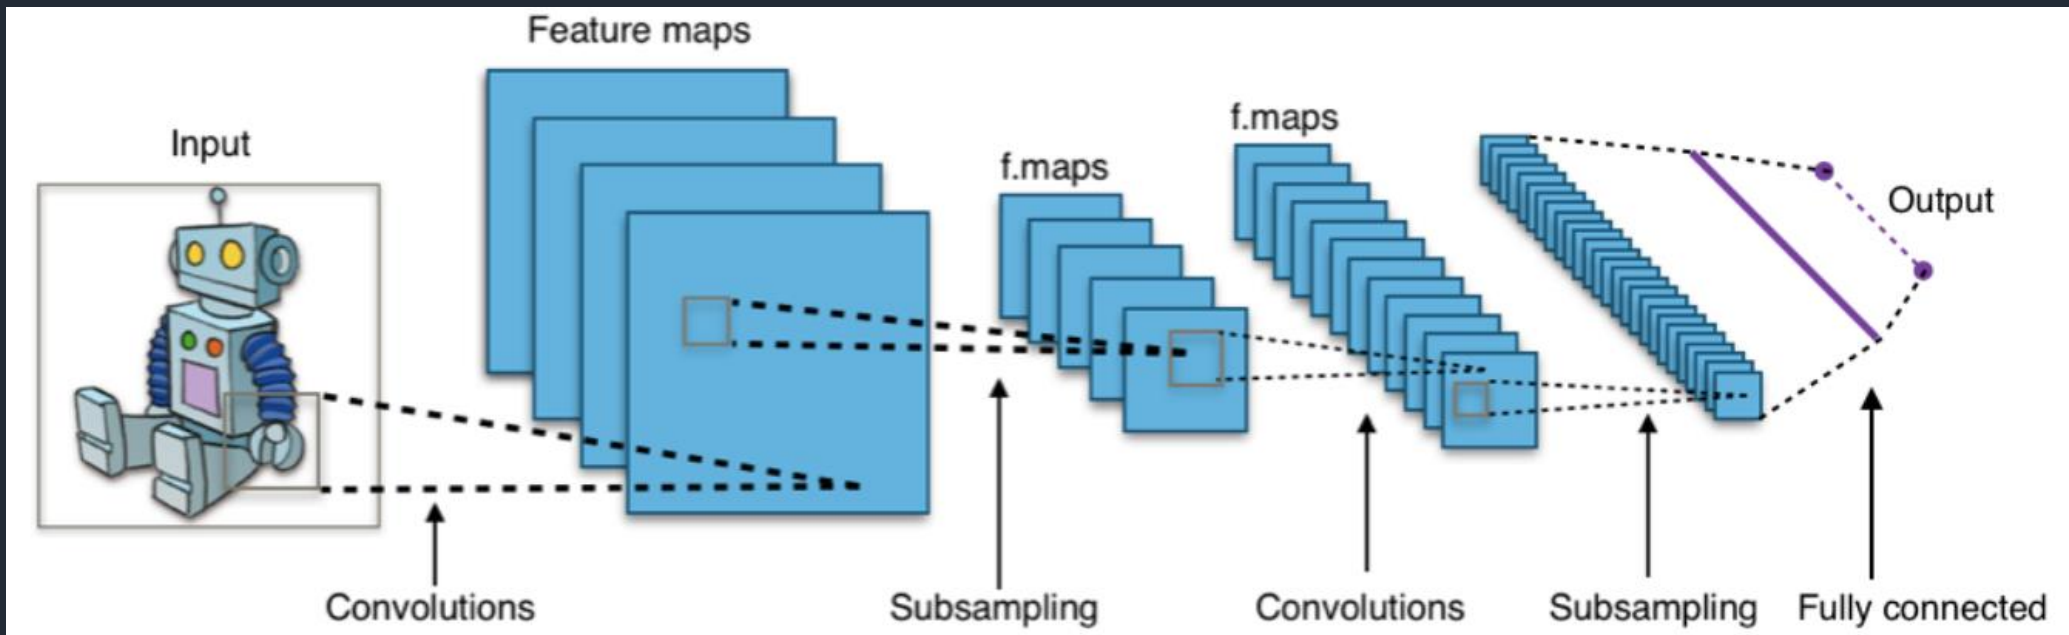 Feature maps
Input
f.maps
f.maps
Output
Convolutions
Subsampling
Convolutions
Subsampling
Fully connected